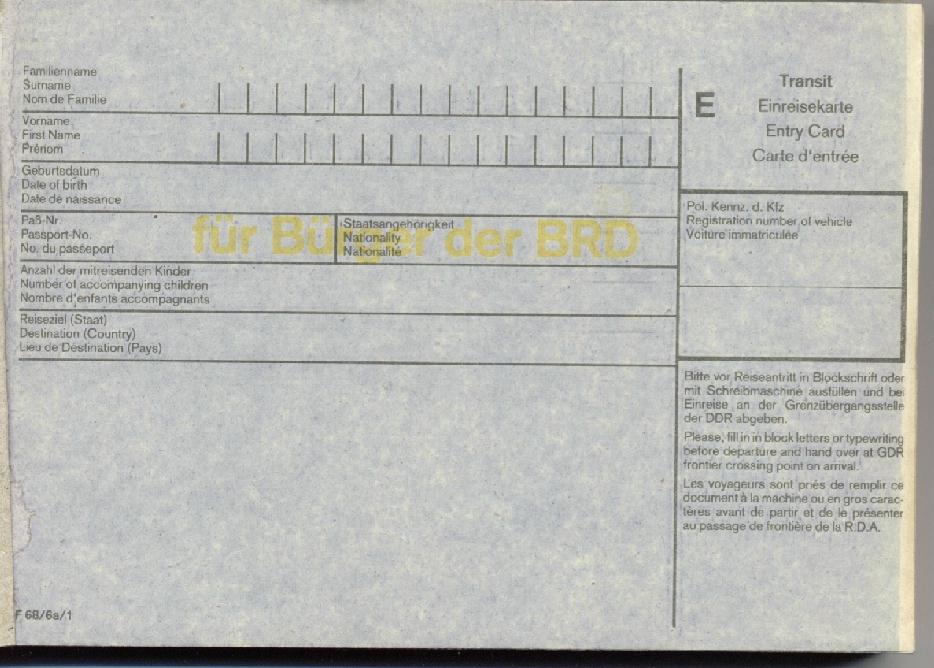 Familienname
Surname
Nom de Familie
Vorname
First Name
Prénom
Geburtsdatum
Date of birth
Date de naissance
Paß-Nr.
Passport-No.
No. du passeport
Staatsangehörigkeit
Nationality
Nationalité
für Bürger der BRD
Anzahl der mitreisenden Kinder
Number of accompanying children
Nombre d'enfants accompagnants
Reiseziel (Staat)
Destination (Country)
Lieu de Destination (Pays)
F 68/6a/1
E
Transit
Einreisekarte
Entry Card
Carte d'entrée
Pol. Kennz. d. Kfz
Registration number of vehicle
Voiture immatriculée
Bitte vor Reiseantritt in Blockschrift oder
mit Schreibmaschine ausfüllen und bei
Einreise an der Grenzübergangsstelle
der DDR abgeben.
Please, fill in in block letters or typewriting
before departure and hand over at GDR
frontier crossing point on arrival.
Les voyageurs sont priés de remplir ce
document à la machine ou en gros carac-
tères avant de partir et de le présenter
au passage de frontière de la R.D.A.